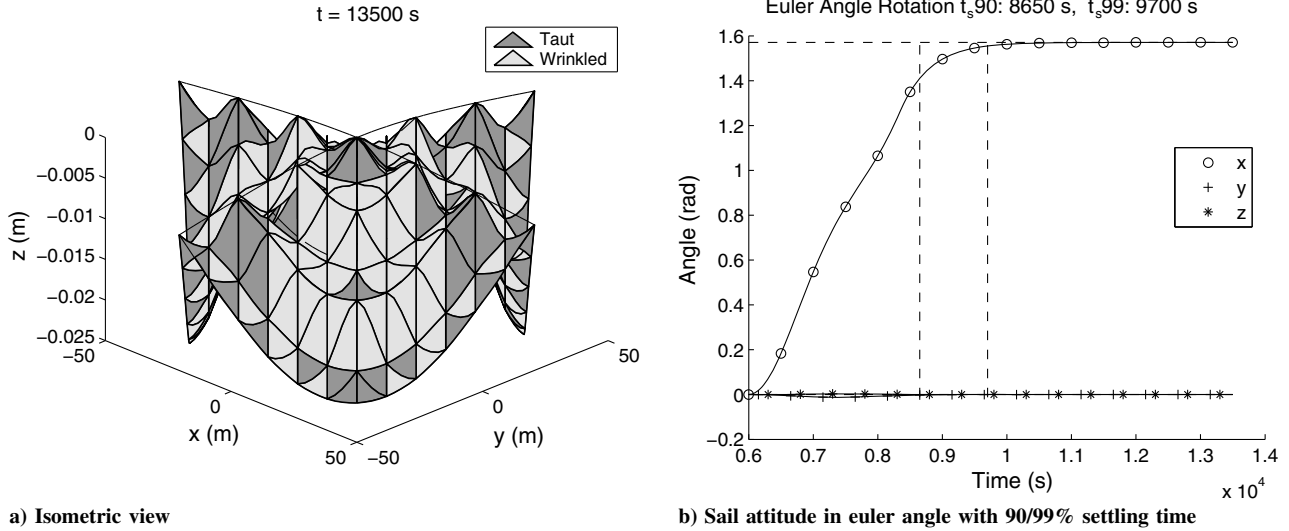 t = 13500 s
Taut
Wrinkled
0
−0.005
−0.01
−0.015
−0.02
−0.025
z (m)
−50
0
50
x (m)
−50
0
50
y (m)
a) Isometric view
Euler Angle Rotation ts90: 8650 s, ts99: 9700 s
1.6
1.4
1.2
1
0.8
0.6
0.4
0.2
0
−0.2
Angle (rad)
x
y
z
0.6 0.7 0.8 0.9 1 1.1 1.2 1.3 1.4
Time (s)
x 10^4
b) Sail attitude in euler angle with 90/99% settling time